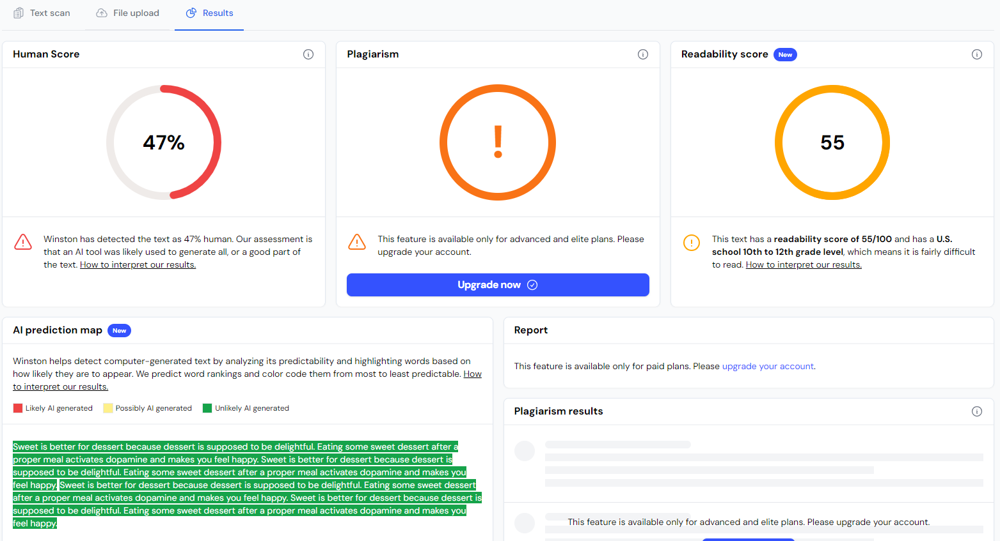 Text scan
File upload
Results
Human Score
47%
Winston has detected the text as 47% human. Our assessment is
that an AI tool was likely used to generate all, or a good part of
the text. How to interpret our results.
Plagiarism
!
This feature is available only for advanced and elite plans. Please
upgrade your account.
Upgrade now
Readability score New
55
This text has a readability score of 55/100 and has a U.S.
school 10th to 12th grade level, which means it is fairly difficult
to read. How to interpret our results.
AI prediction map New
Winston helps detect computer-generated text by analyzing its predictability and highlighting words based on
how likely they are to appear. We predict word rankings and color code them from most to least predictable. How
to interpret our results.
Likely AI generated
Possibly AI generated
Unlikely AI generated
Sweet is better for dessert because dessert is supposed to be delightful. Eating some sweet dessert after a
proper meal activates dopamine and makes you feel happy. Sweet is better for dessert because dessert is
supposed to be delightful. Eating some sweet dessert after a proper meal activates dopamine and makes you
feel happy. Sweet is better for dessert because dessert is supposed to be delightful. Eating some sweet dessert
after a proper meal activates dopamine and makes you feel happy. Sweet is better for dessert because dessert is
supposed to be delightful. Eating some sweet dessert after a proper meal activates dopamine and makes you
feel happy.
Report
This feature is available only for paid plans. Please upgrade your account.
Plagiarism results
This feature is available only for advanced and elite plans. Please upgrade your account.